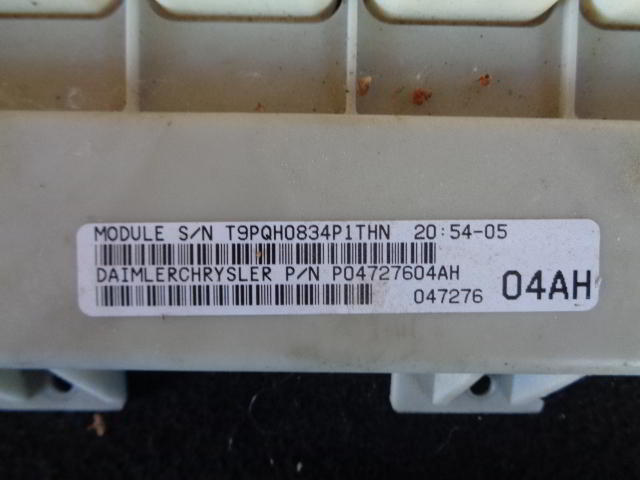 MODULE S/N T9PQH0834P1THN 20:54-05
DAIMLERCHRYSLER P/N P04727604AH
047276 04AH